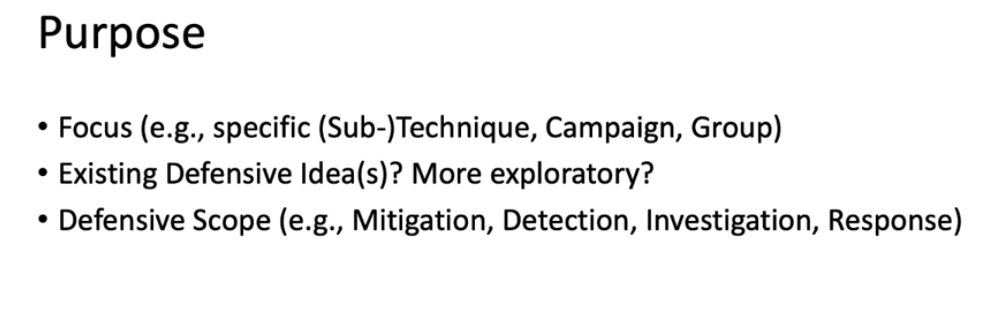 Purpose
• Focus (e.g., specific (Sub-)Technique, Campaign, Group)
• Existing Defensive Idea(s)? More exploratory?
• Defensive Scope (e.g., Mitigation, Detection, Investigation, Response)